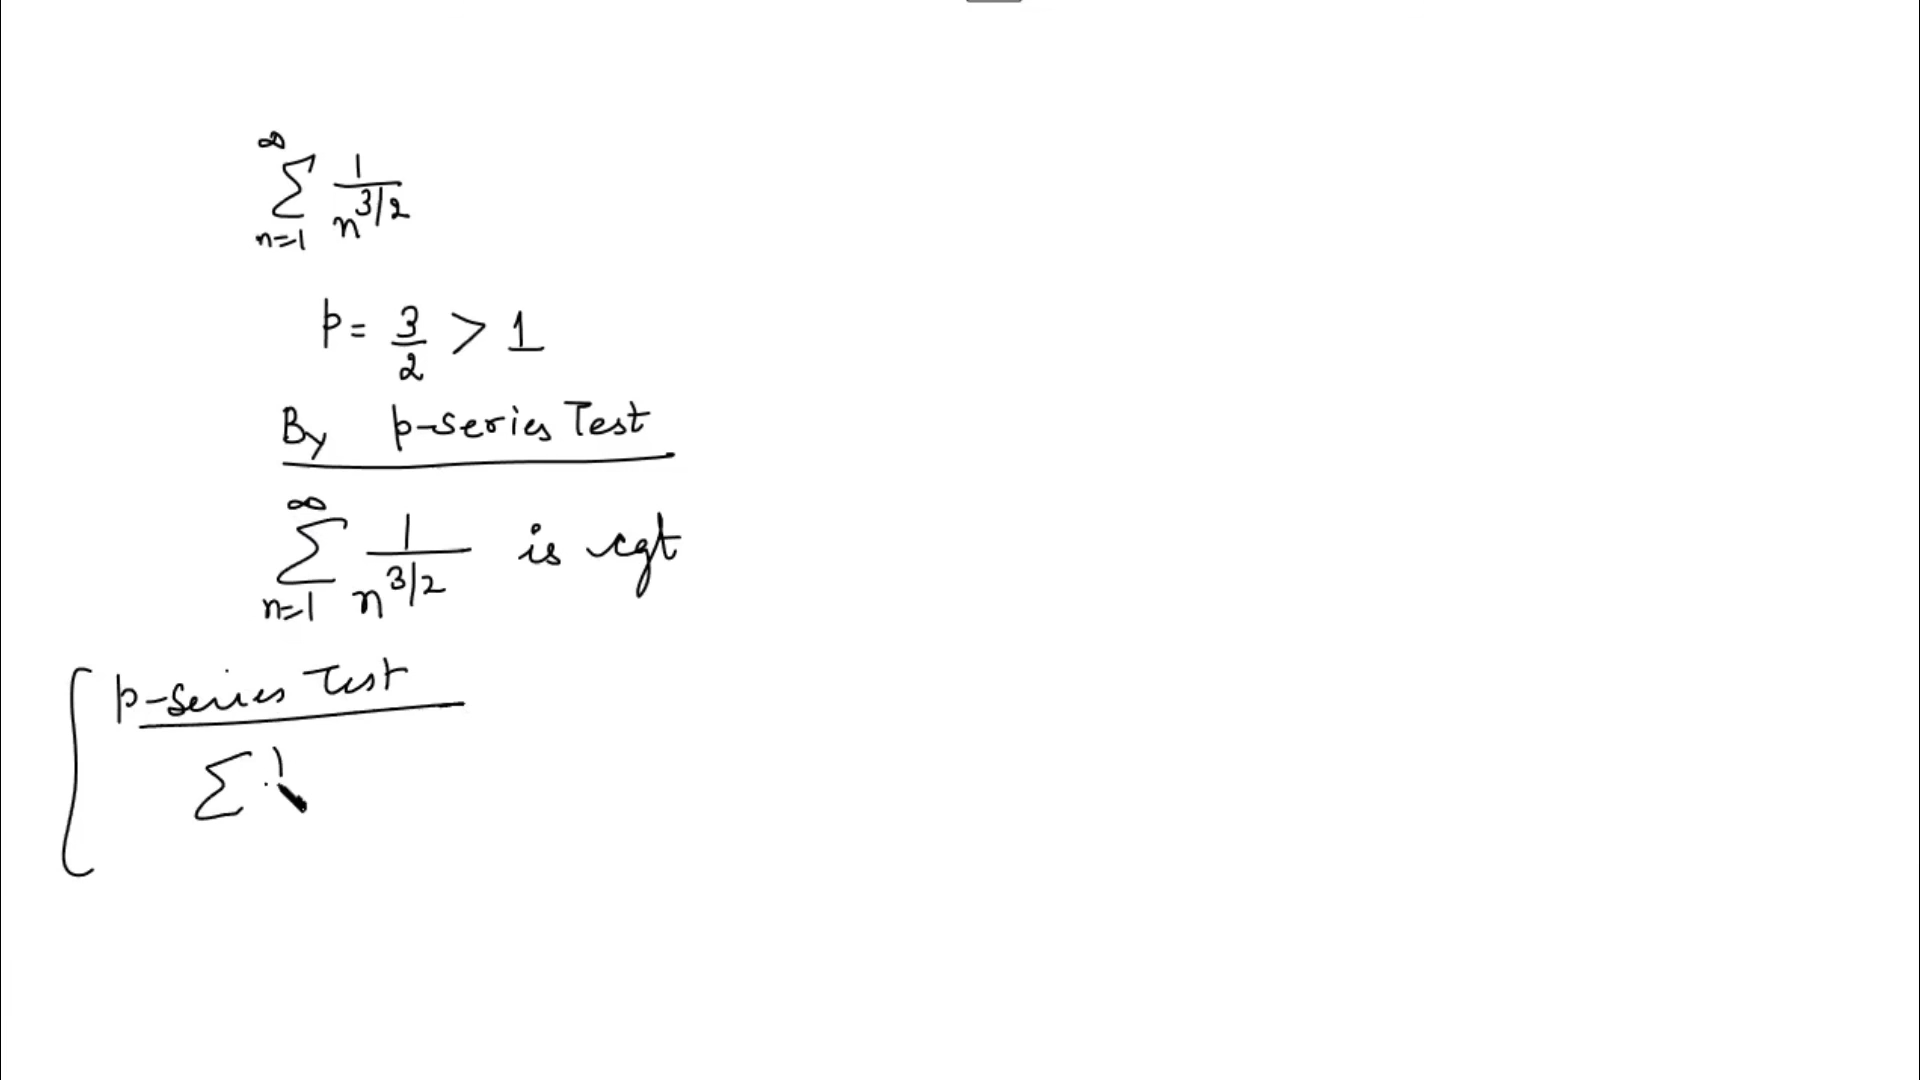 ∞
∑ 1/n^3/2
n=1
p = 3/2 > 1
By p-series Test
∞
∑ 1/n^3/2 is cgt
n=1
p-series Test
∑ 1